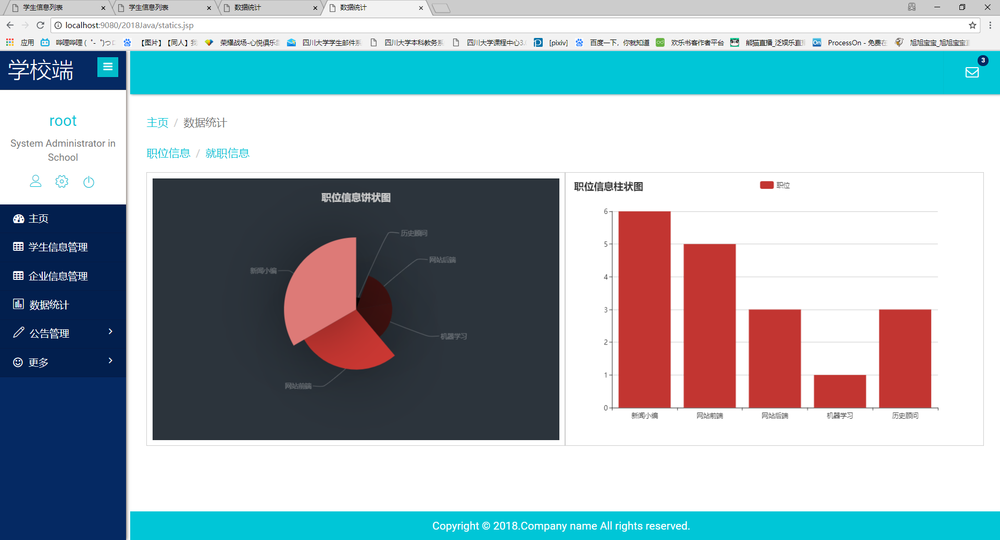 学生信息列表
学生信息列表
数据统计
数据统计
昊
localhost:9080/2018Java/statics.jsp
应用
哔哩哔哩 ( ゜- ゜)つロ
【图片】【同人】我
荣耀战场-心悦俱乐部
四川大学学生邮件系
四川大学本科教务系
四川大学课程中心3.
[pixiv]
百度一下，你就知道
欢乐书客作者平台
熊猫直播_泛娱乐直播
On
ProcessOn - 免费在
旭旭宝宝_旭旭宝宝直
学校端
3
root
System Administrator in
School
主页
学生信息管理
企业信息管理
数据统计
公告管理
更多
主页 / 数据统计
职位信息 / 就职信息
职位信息饼状图
历史顾问
网站后端
新闻小编
机器学习
网站前端
职位信息柱状图
职位
6
5
4
3
2
1
0
新闻小编
网站前端
网站后端
机器学习
历史顾问
Copyright © 2018.Company name All rights reserved.